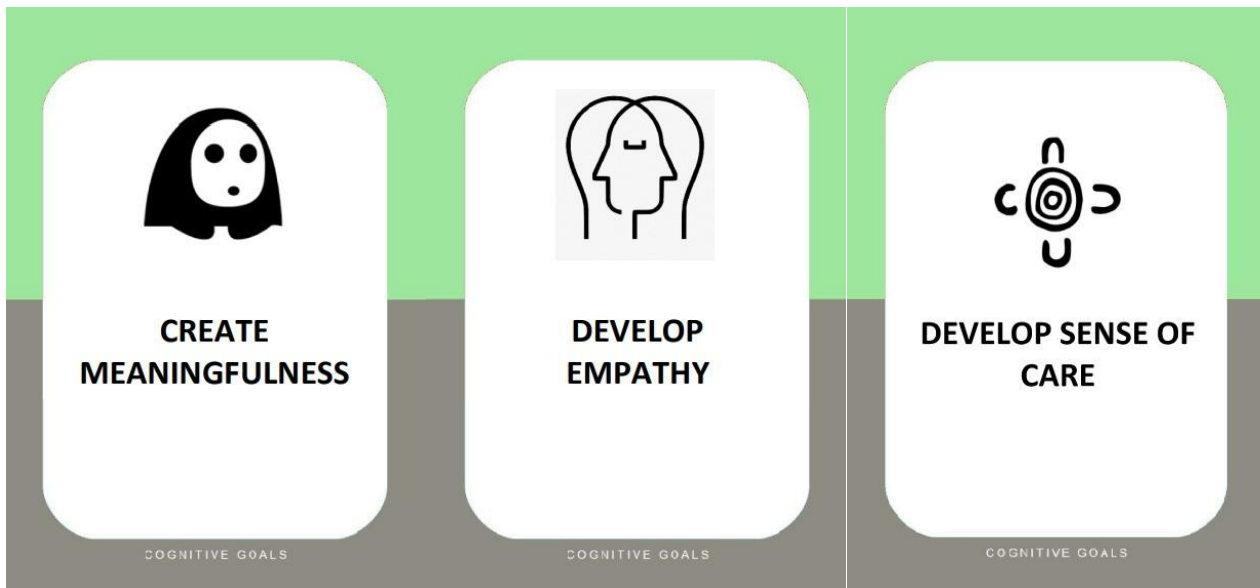 CREATE
MEANINGFULNESS
COGNITIVE GOALS
DEVELOP
EMPATHY
COGNITIVE GOALS
DEVELOP SENSE OF
CARE
COGNITIVE GOALS